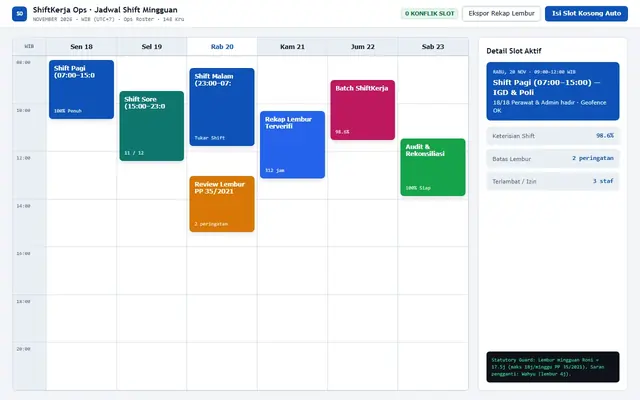 SO
ShiftKerja Ops · Jadwal Shift Mingguan
NOVEMBER 2026 · WIB (UTC+7) · Ops Roster · 148 Kru
0 KONFLIK SLOT
Ekspor Rekap Lembur
Isi Slot Kosong Auto
WIB
Sen 18
Sel 19
Rab 20
Kam 21
Jum 22
Sab 23
08:00
10:00
12:00
14:00
16:00
18:00
20:00
Shift Pagi
(07:00–15:0
100% Penuh
Shift Sore
(15:00–23:0
11 / 12
Shift Malam
(23:00–07:
Tukar Shift
Review Lembur
PP 35/2021
2 peringatan
Rekap Lembur
Terverifi
312 jam
Batch ShiftKerja
98.6%
Audit &
Rekonsiliasi
100% Siap
Detail Slot Aktif
RABU, 20 NOV · 09:00–12:00 WIB
Shift Pagi (07:00–15:00) —
IGD & Poli
18/18 Perawat & Admin hadir · Geofence
OK
Keterisian Shift
98.6%
Batas Lembur
2 peringatan
Terlambat / Izin
3 staf
Statutory Guard: Lembur mingguan Roni =
17.5j (maks 18j/minggu PP 35/2021). Saran
pengganti: Wahyu (lembur 4j).